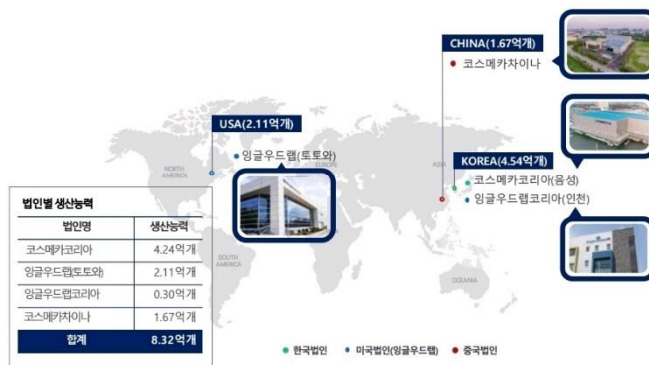 CHINA(1.67억개)
코스메카차이나
USA(2.11억개)
잉글우드랩(토토와)
NORTH AMERICA
EUROPE
ASIA
KOREA(4.54억개)
코스메카코리아(음성)
잉글우드랩코리아(인천)
SOUTH AMERICA
OCEANIA
법인별 생산능력
법인명 생산능력
코스메카코리아 4.24억개
잉글우드랩(토토와) 2.11억개
잉글우드랩코리아 0.30억개
코스메카차이나 1.67억개
합계 8.32억개
한국법인 미국법인(잉글우드랩) 중국법인